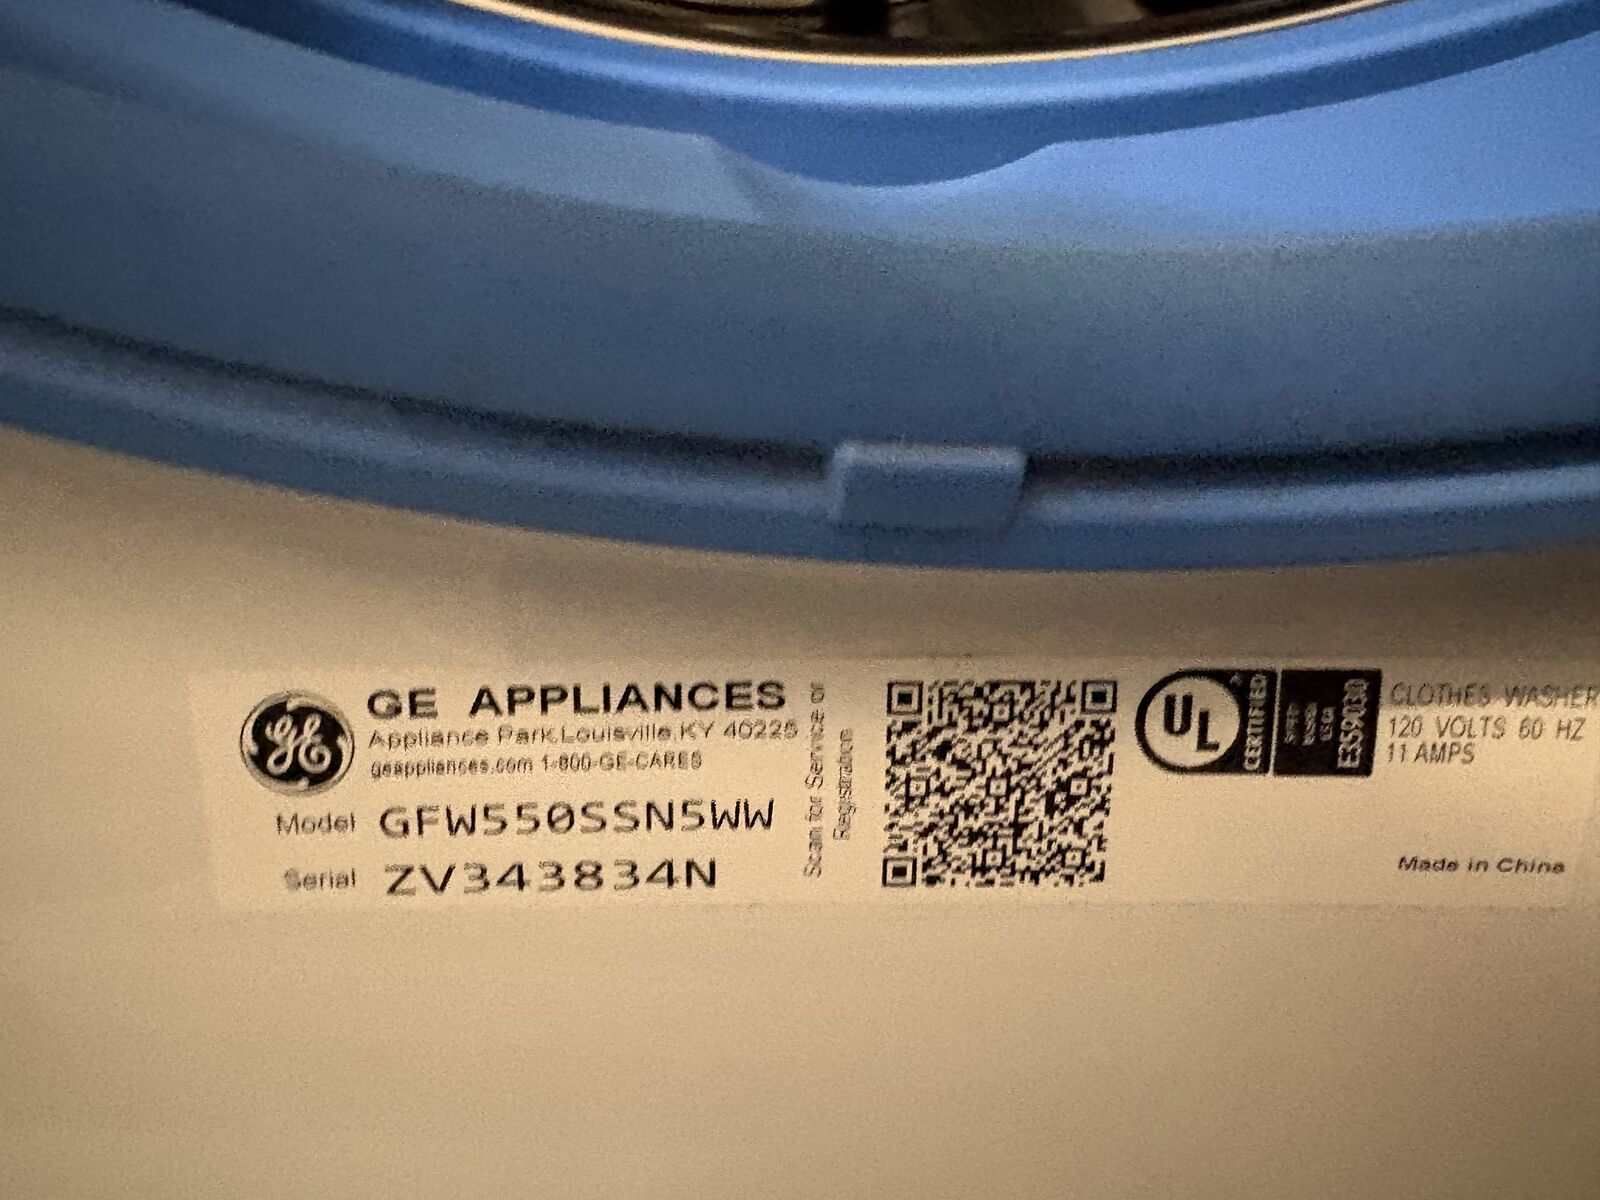 GE APPLIANCES
Appliance Park, Louisville, KY 40225
geappliances.com 1-800-GE-CARES
Model GFW550SSN5WW
Serial ZV343834N
Scan for Service or
Registration
UL
CERTIFIED
CLOTHES WASHER
120 VOLTS 60 HZ
11 AMPS
Made in China